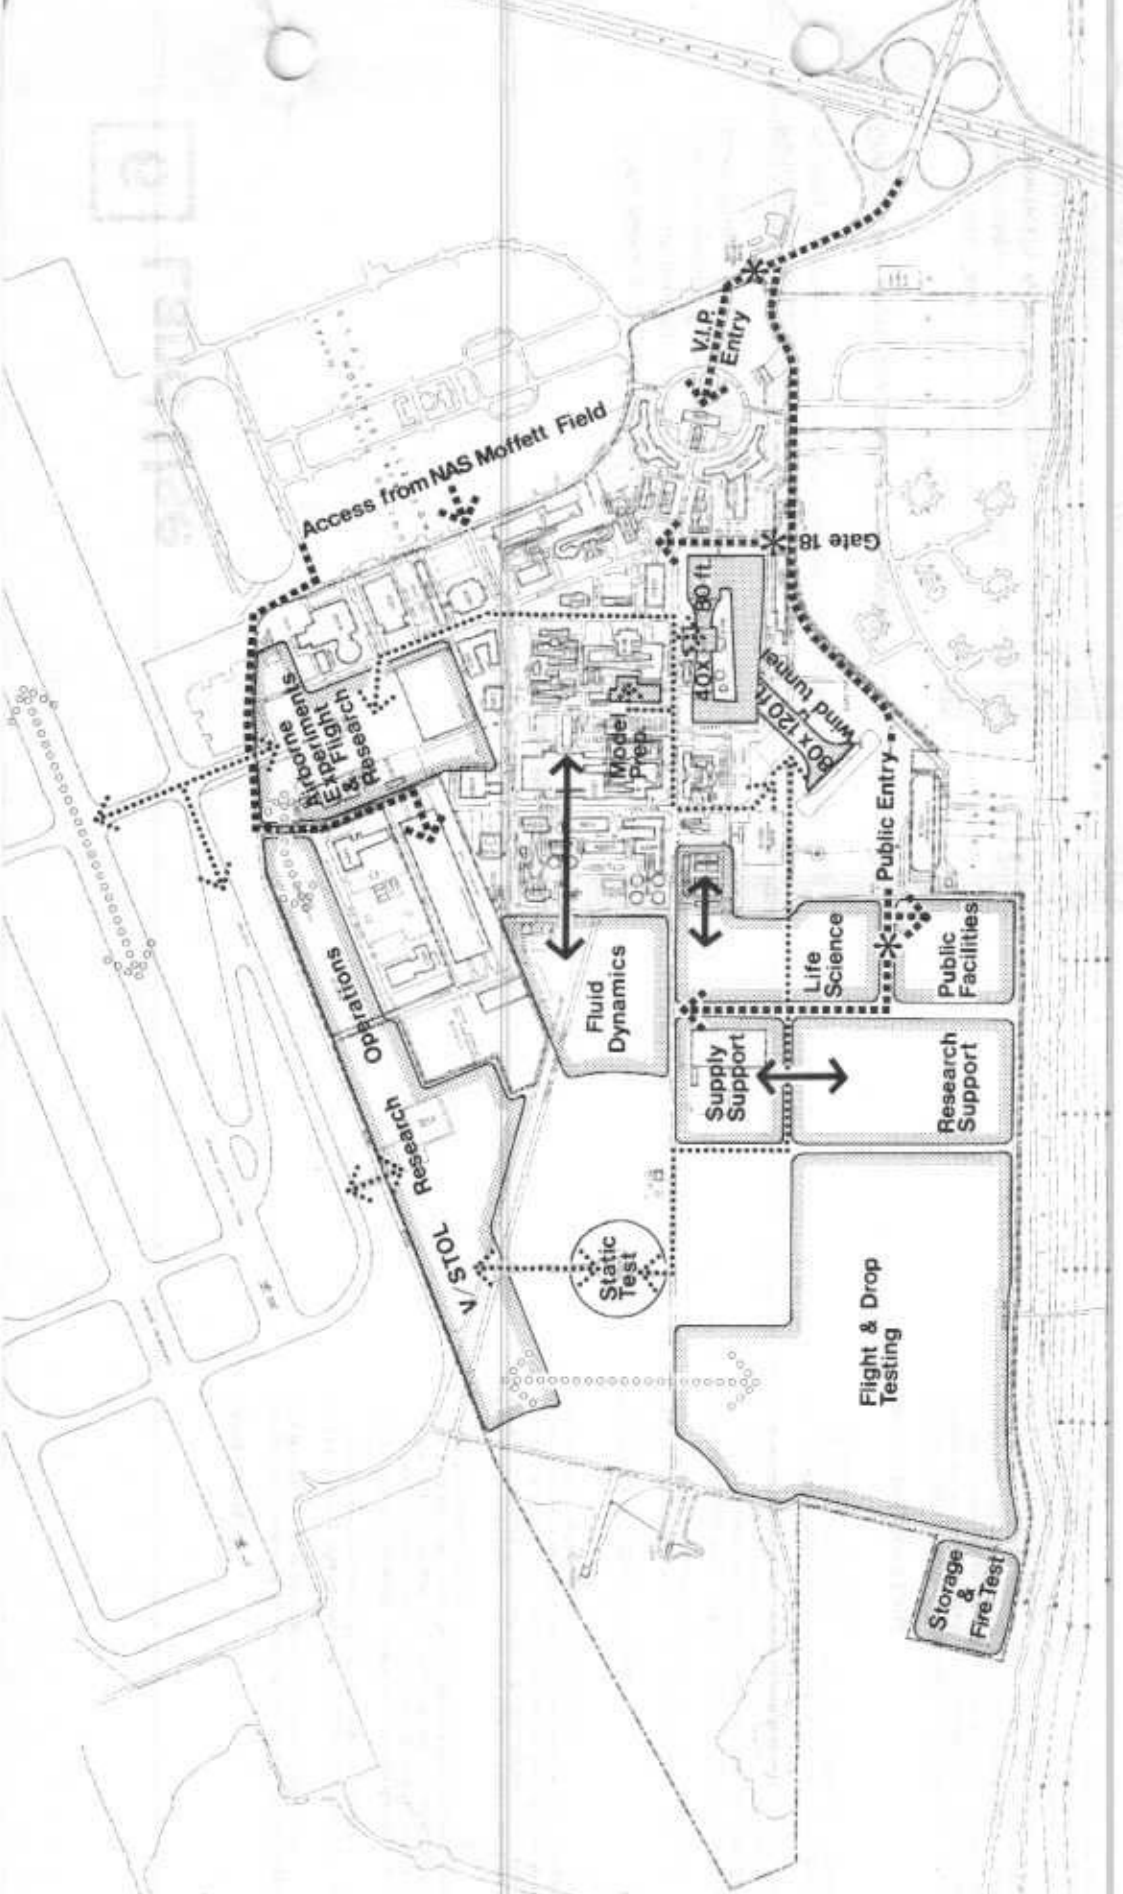 V.I.P.
Entry
Access from NAS Moffett Field
Gate 18
40x 80 ft.
80 x 120 ft.
wind tunnel
Airborne
Experiments
& Flight
Research
Model
Prep.
Public Entry
Operations
Research
V/STOL
Fluid
Dynamics
Life
Science
Public
Facilities
Supply
Support
Research
Support
Static
Test
Flight & Drop
Testing
Storage
&
Fire Test